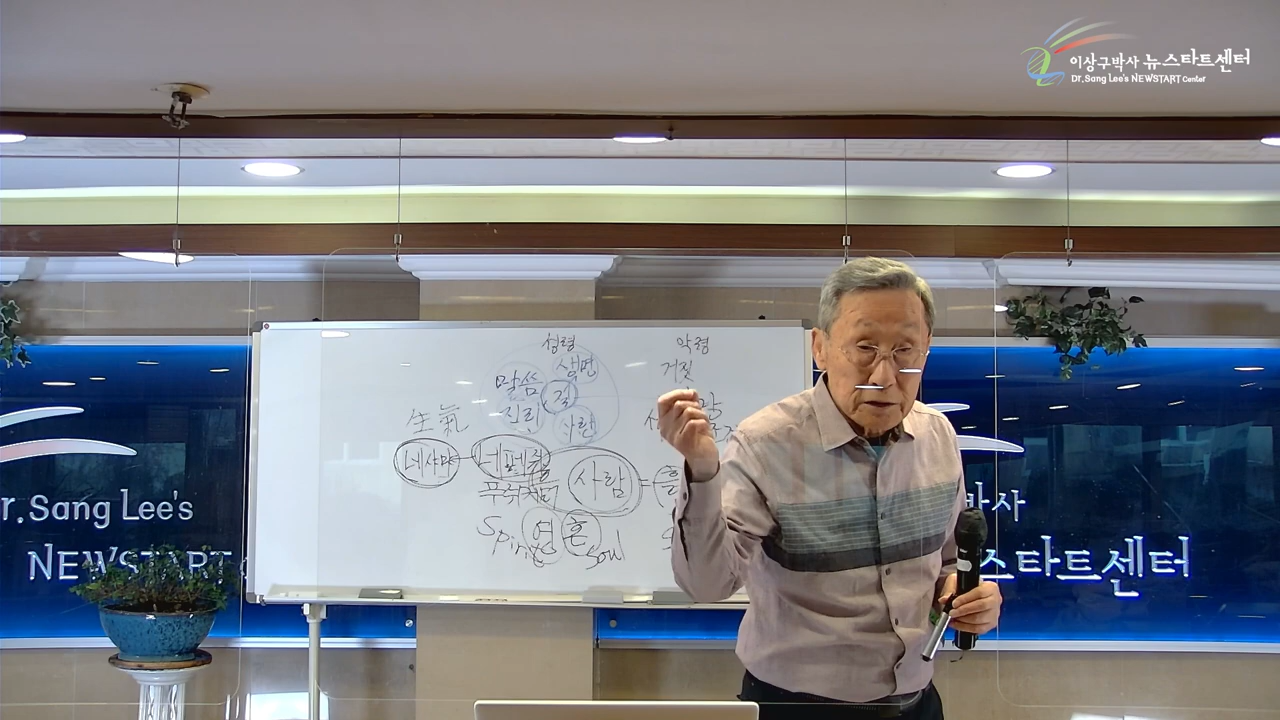 이상구박사 뉴스타트센터
Dr. Sang Lee's NEWSTART Center
성령
악령
말씀
생명
거짓
길
진리
사랑
生氣
네샤마
네페쉬
사람
=
푸쉬케
Spirit
영혼
Soul
r. Sang Lee's
NEWSTART
박사
스타트센터